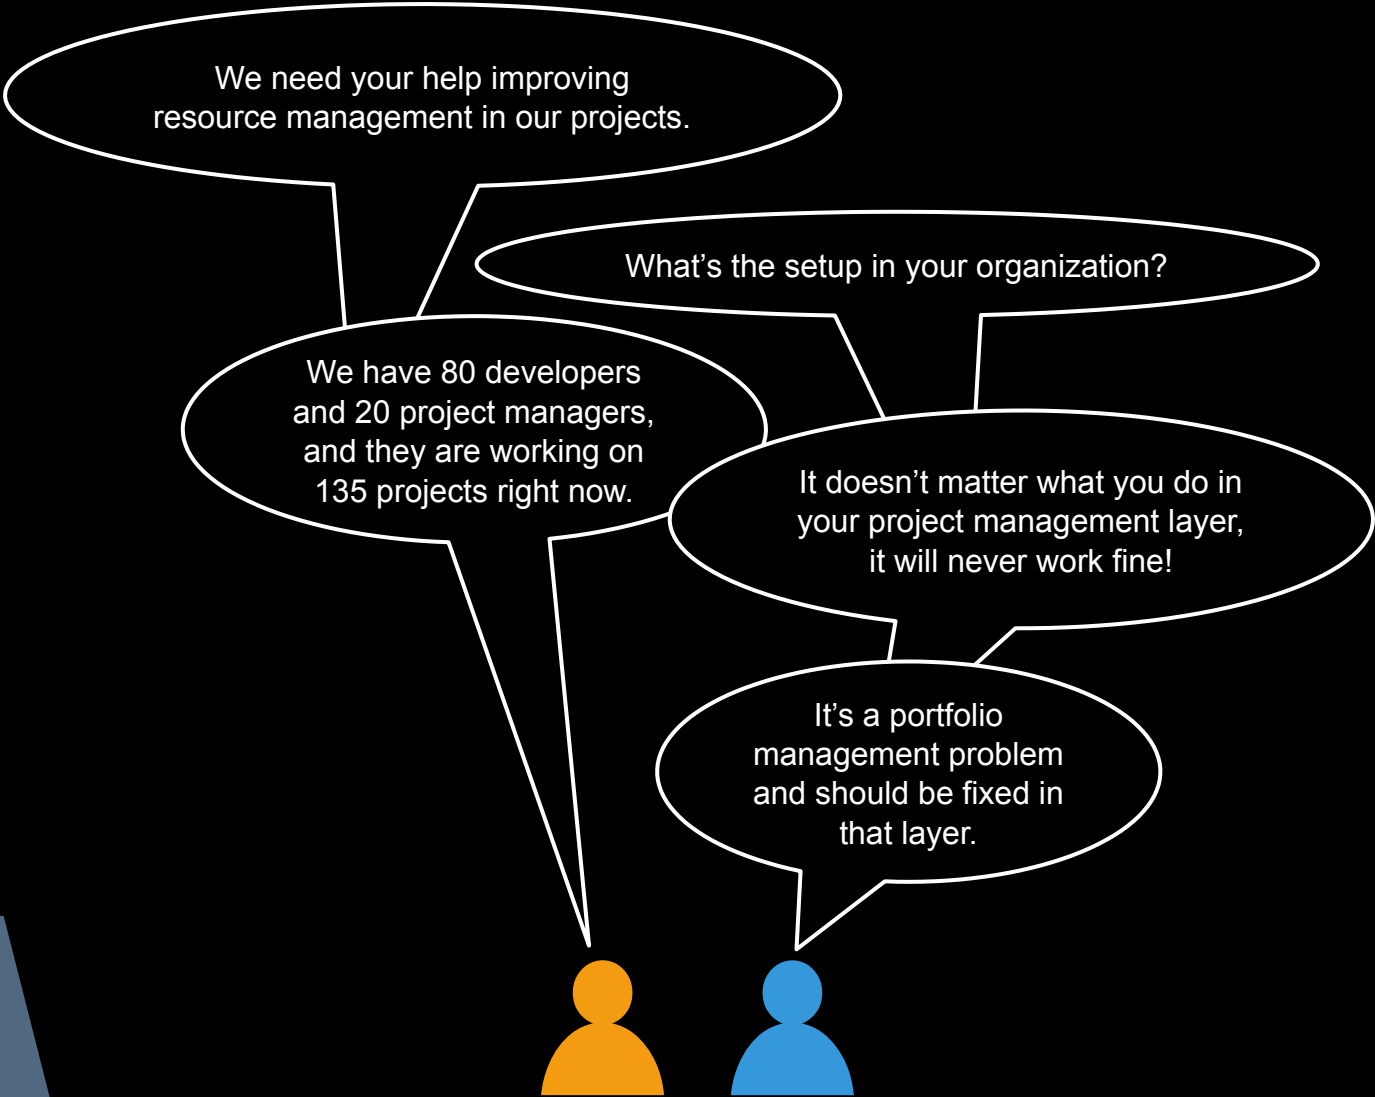 We need your help improving
resource management in our projects.
What’s the setup in your organization?
We have 80 developers
and 20 project managers,
and they are working on
135 projects right now.
It doesn’t matter what you do in
your project management layer,
it will never work fine!
It’s a portfolio
management problem
and should be fixed in
that layer.